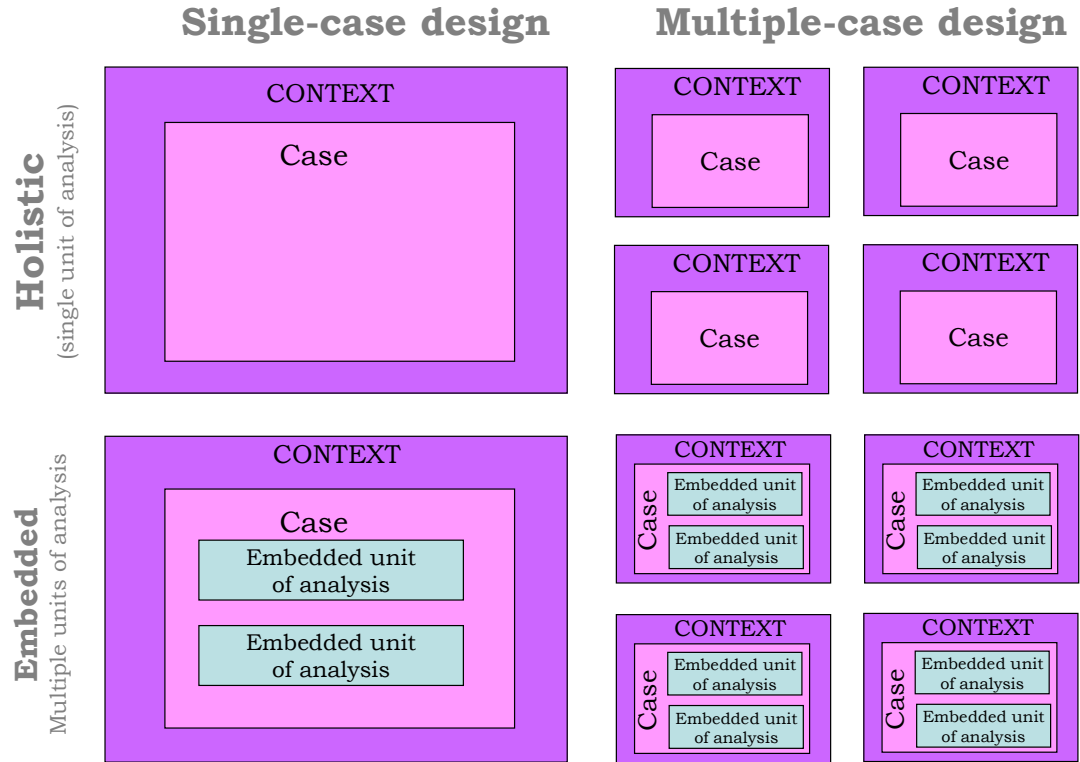 Single-case design
Multiple-case design
Holistic
(single unit of analysis)
CONTEXT
Case
CONTEXT
Case
CONTEXT
Case
CONTEXT
Case
CONTEXT
Case
Embedded
Multiple units of analysis
CONTEXT
Case
Embedded unit
of analysis
Embedded unit
of analysis
CONTEXT
Case
Embedded unit
of analysis
Embedded unit
of analysis
CONTEXT
Case
Embedded unit
of analysis
Embedded unit
of analysis
CONTEXT
Case
Embedded unit
of analysis
Embedded unit
of analysis
CONTEXT
Case
Embedded unit
of analysis
Embedded unit
of analysis